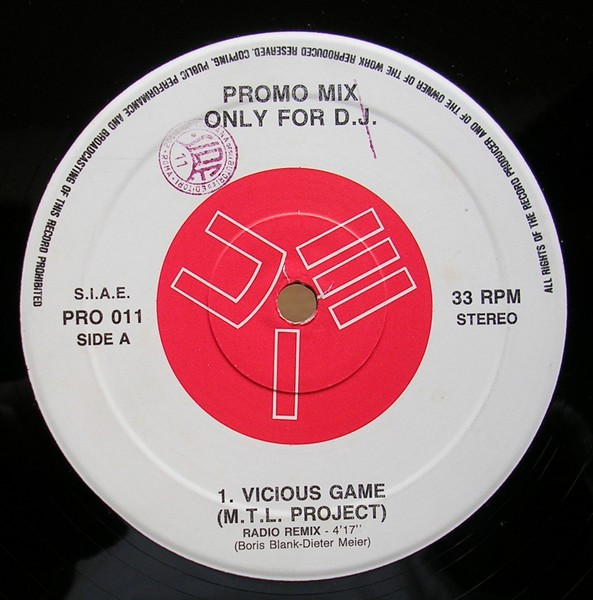 ALL RIGHTS OF THE RECORD PRODUCER AND OF THE OWNER OF THE WORK REPRODUCED RESERVED. COPYING, PUBLIC PERFORMANCE AND BROADCASTING OF THIS RECORD PROHIBITED
PROMO MIX
ONLY FOR D.J.
S.I.A.E.
PRO 011
SIDE A
33 RPM
STEREO
1. VICIOUS GAME
(M.T.L. PROJECT)
RADIO REMIX - 4'17''
(Boris Blank-Dieter Meier)